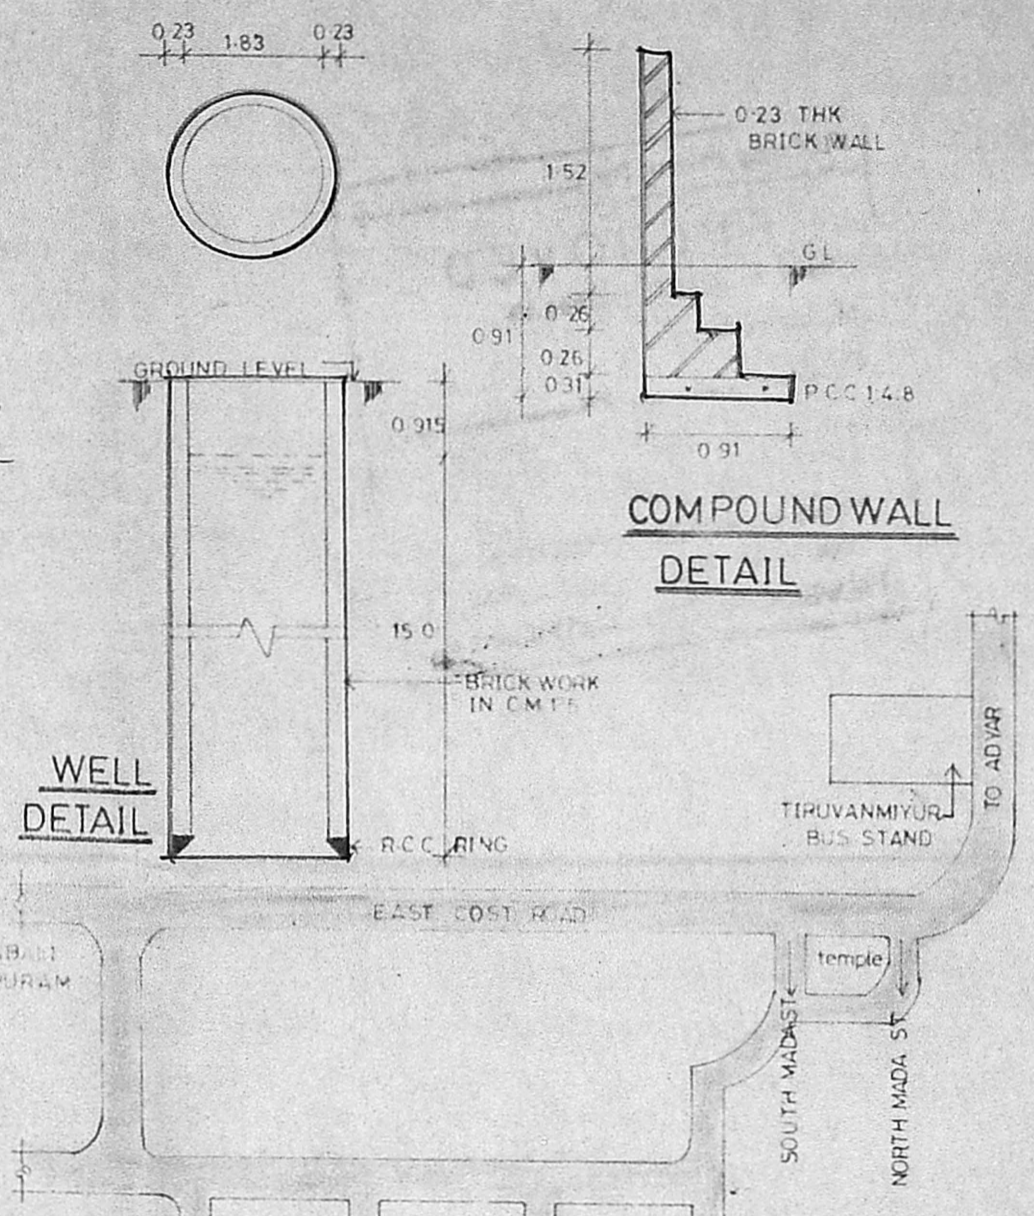 0.23
1.83
0.23
0.23 THK
BRICK WALL
1.52
GL
0.91
0.26
0.26
0.31
P.C.C 1:4:8
0.91
COMPOUND WALL
DETAIL
GROUND LEVEL
0.915
15.0
BRICK WORK
IN C.M
WELL
DETAIL
R.C.C. RING
TO ADYAR
TIRUVANMIYUR
BUS STAND
EAST COST ROAD
temple
SOUTH MADA ST
NORTH MADA ST
URAM